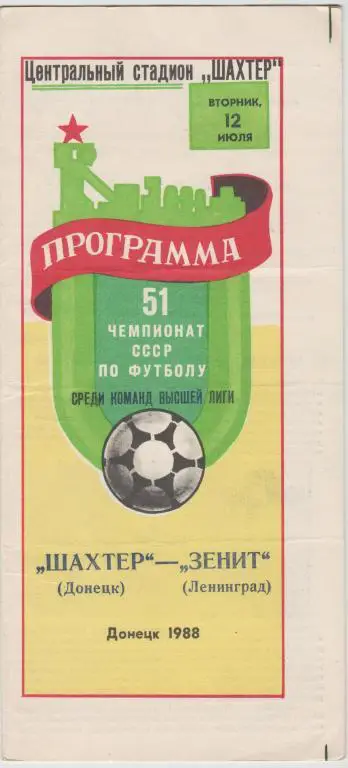 Центральный стадион „ШАХТЕР“
ВТОРНИК,
12
ИЮЛЯ
ПРОГРАММА
51
ЧЕМПИОНАТ
СССР
ПО ФУТБОЛУ
СРЕДИ КОМАНД ВЫСШЕЙ ЛИГИ
„ШАХТЕР“—„ЗЕНИТ“
(Донецк) (Ленинград)
Донецк 1988